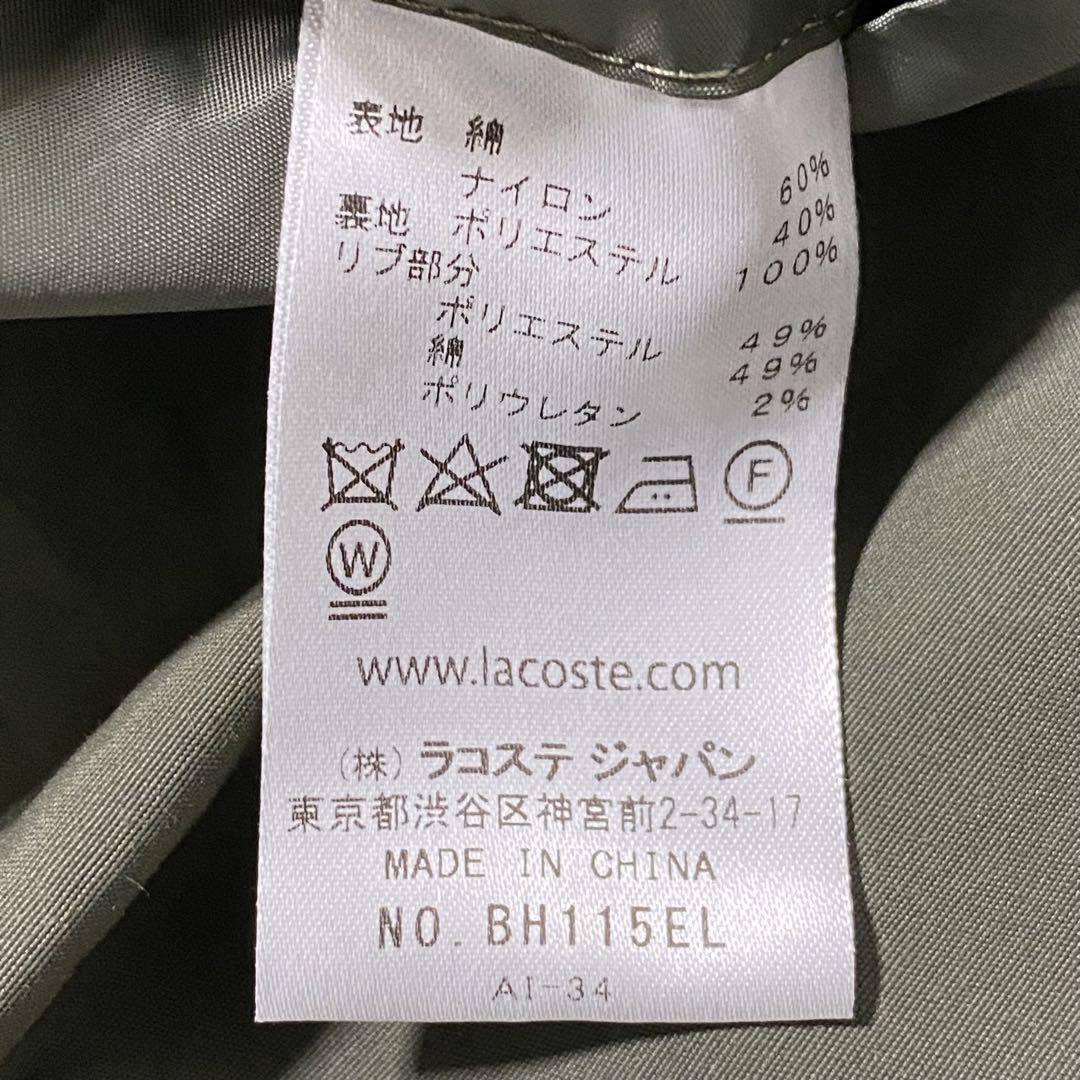 表地 綿 60%
ナイロン 40%
裏地 ポリエステル 100%
リブ部分
ポリエステル 49%
綿 49%
ポリウレタン 2%
F
W
www.lacoste.com
(株) ラコステ ジャパン
東京都渋谷区神宮前2-34-17
MADE IN CHINA
NO. BH115EL
AI-34